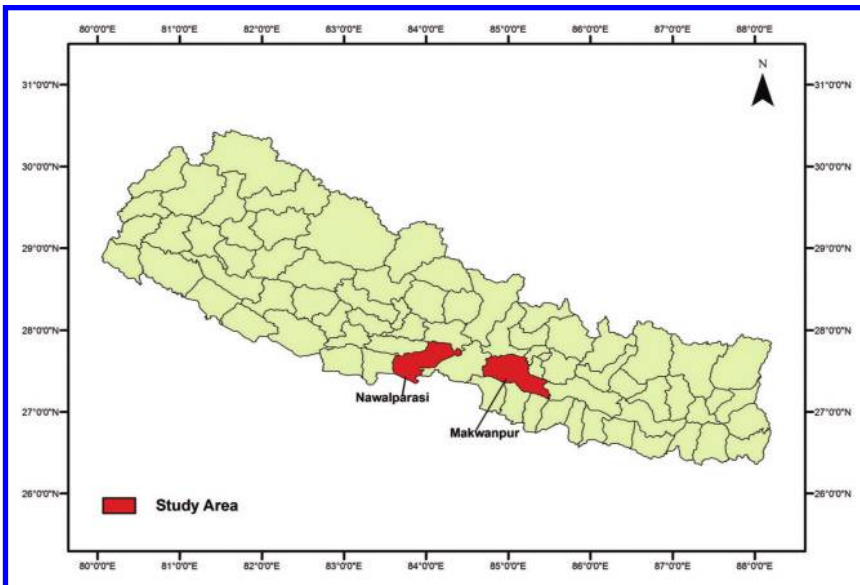 80°0'0"E 81°0'0"E 82°0'0"E 83°0'0"E 84°0'0"E 85°0'0"E 86°0'0"E 87°0'0"E 88°0'0"E
N
31°0'0"N 31°0'0"N
30°0'0"N 30°0'0"N
29°0'0"N 29°0'0"N
28°0'0"N 28°0'0"N
Nawalparasi
27°0'0"N 27°0'0"N
Makwanpur
26°0'0"N 26°0'0"N
Study Area
80°0'0"E 81°0'0"E 82°0'0"E 83°0'0"E 84°0'0"E 85°0'0"E 86°0'0"E 87°0'0"E 88°0'0"E